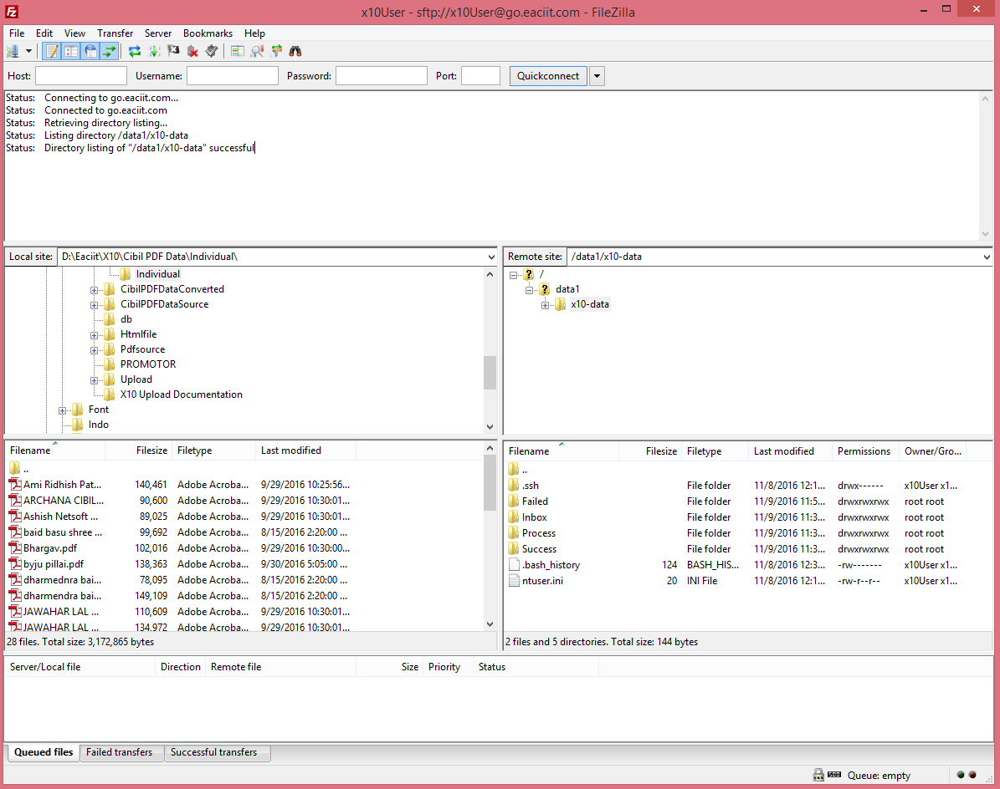 x10User - sftp://x10User@go.eaciit.com - FileZilla
File Edit View Transfer Server Bookmarks Help
Host: Username: Password: Port: Quickconnect
Status: Connecting to go.eaciit.com...
Status: Connected to go.eaciit.com
Status: Retrieving directory listing...
Status: Listing directory /data1/x10-data
Status: Directory listing of "/data1/x10-data" successful
Local site: D:\Eaciit\X10\Cibil PDF Data\Individual\
Individual
CibilPDFDataConverted
CibilPDFDataSource
db
Htmlfile
Pdfsource
PROMOTOR
Upload
X10 Upload Documentation
Font
Indo
Remote site: /data1/x10-data
/
data1
x10-data
Filename Filesize Filetype Last modified
..
Ami Ridhish Pat... 140,461 Adobe Acroba... 9/29/2016 10:25:56...
ARCHANA CIBIL... 90,600 Adobe Acroba... 9/29/2016 10:30:01...
Ashish Netsoft ... 89,025 Adobe Acroba... 9/29/2016 10:30:01...
baid basu shree ... 99,692 Adobe Acroba... 8/15/2016 2:20:00 ...
Bhargav.pdf 102,016 Adobe Acroba... 9/29/2016 10:30:00...
byju pillai.pdf 138,363 Adobe Acroba... 9/30/2016 5:05:00 ...
dharmednra bai... 78,095 Adobe Acroba... 8/15/2016 2:20:00 ...
dharmendra bai... 149,109 Adobe Acroba... 8/15/2016 2:20:00 ...
JAWAHAR LAL ... 110,609 Adobe Acroba... 9/29/2016 10:30:01...
JAWAHAR LAL ... 134,972 Adobe Acroba... 9/29/2016 10:30:01...
28 files. Total size: 3,172,865 bytes
Filename Filesize Filetype Last modified Permissions Owner/Gro...
..
.ssh File folder 11/8/2016 12:1... drwx------ x10User x1...
Failed File folder 11/9/2016 11:5... drwxrwxrwx root root
Inbox File folder 11/9/2016 11:3... drwxrwxrwx root root
Process File folder 11/9/2016 11:3... drwxrwxrwx root root
Success File folder 11/9/2016 11:3... drwxrwxrwx root root
.bash_history 124 BASH_HIS... 11/8/2016 12:3... -rw------- x10User x1...
ntuser.ini 20 INI File 11/8/2016 12:1... -rw-r--r-- x10User x1...
2 files and 5 directories. Total size: 144 bytes
Server/Local file Direction Remote file Size Priority Status
Queued files Failed transfers Successful transfers
Queue: empty